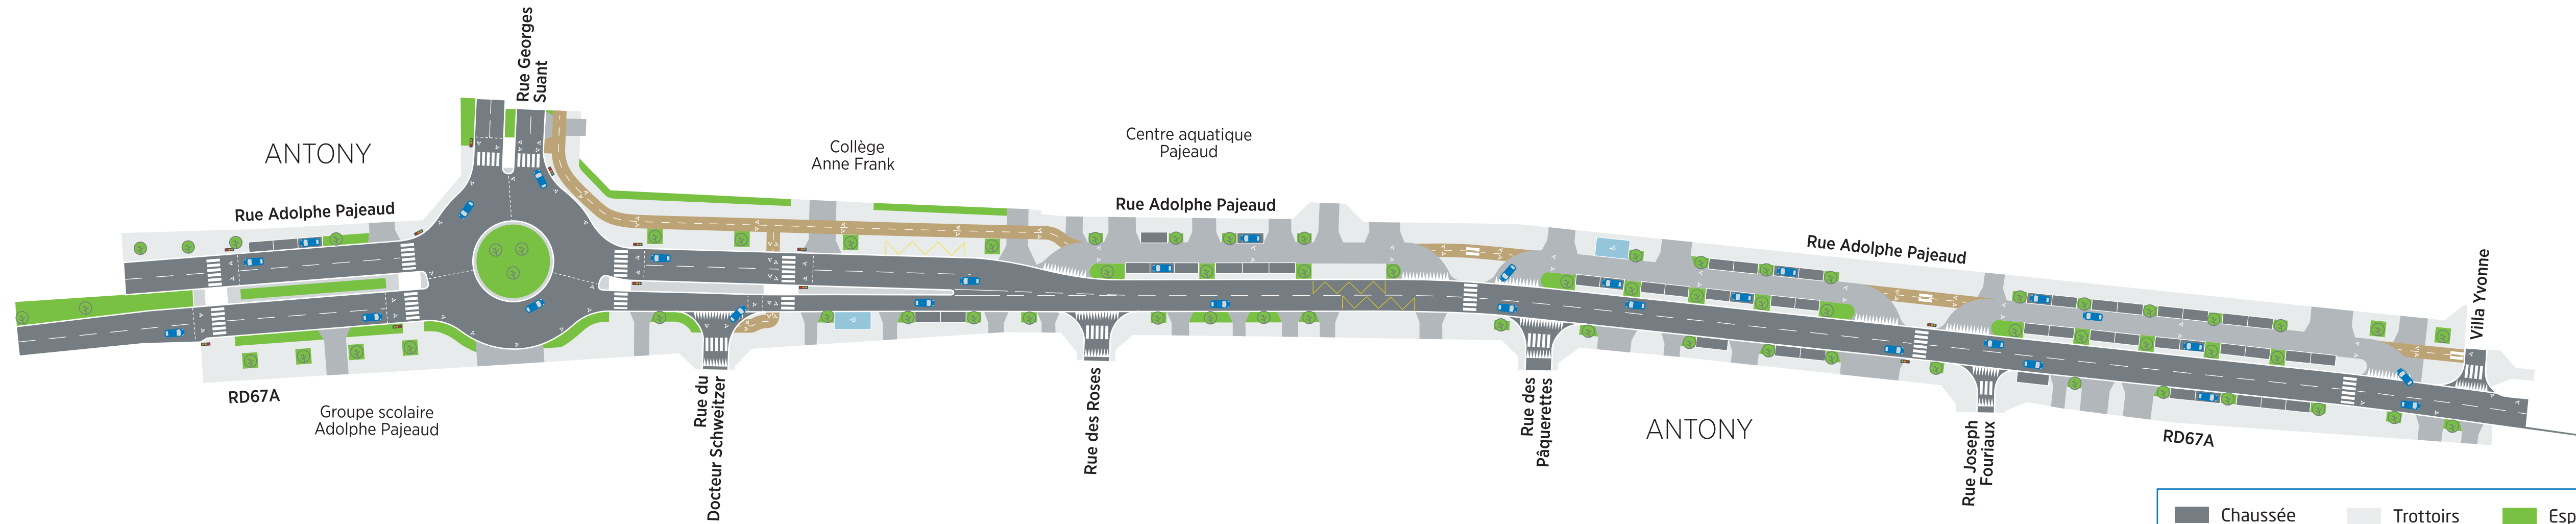 Rue Georges
Suant
ANTONY
Collège
Anne Frank
Centre aquatique
Pajeaud
Rue Adolphe Pajeaud
Rue Adolphe Pajeaud
Rue Adolphe Pajeaud
Villa Yvonne
RD67A
Groupe scolaire
Adolphe Pajeaud
Rue du
Docteur Schweitzer
Rue des Roses
Rue des
Pâquerettes
ANTONY
Rue Joseph
Fouriaux
RD67A
Chaussée
Trottoirs
Esp